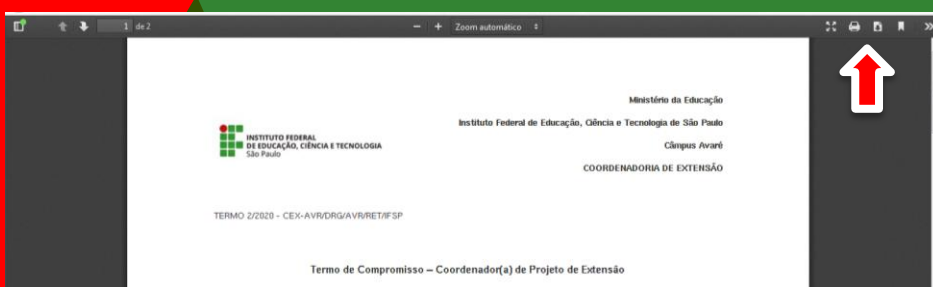 1 de 2 − + Zoom automático
Ministério da Educação
Instituto Federal de Educação, Ciência e Tecnologia de São Paulo
Câmpus Avaré
COORDENADORIA DE EXTENSÃO
INSTITUTO FEDERAL
DE EDUCAÇÃO, CIÊNCIA E TECNOLOGIA
São Paulo
TERMO 2/2020 - CEX-AVR/DRG/AVR/RET/IFSP
Termo de Compromisso – Coordenador(a) de Projeto de Extensão